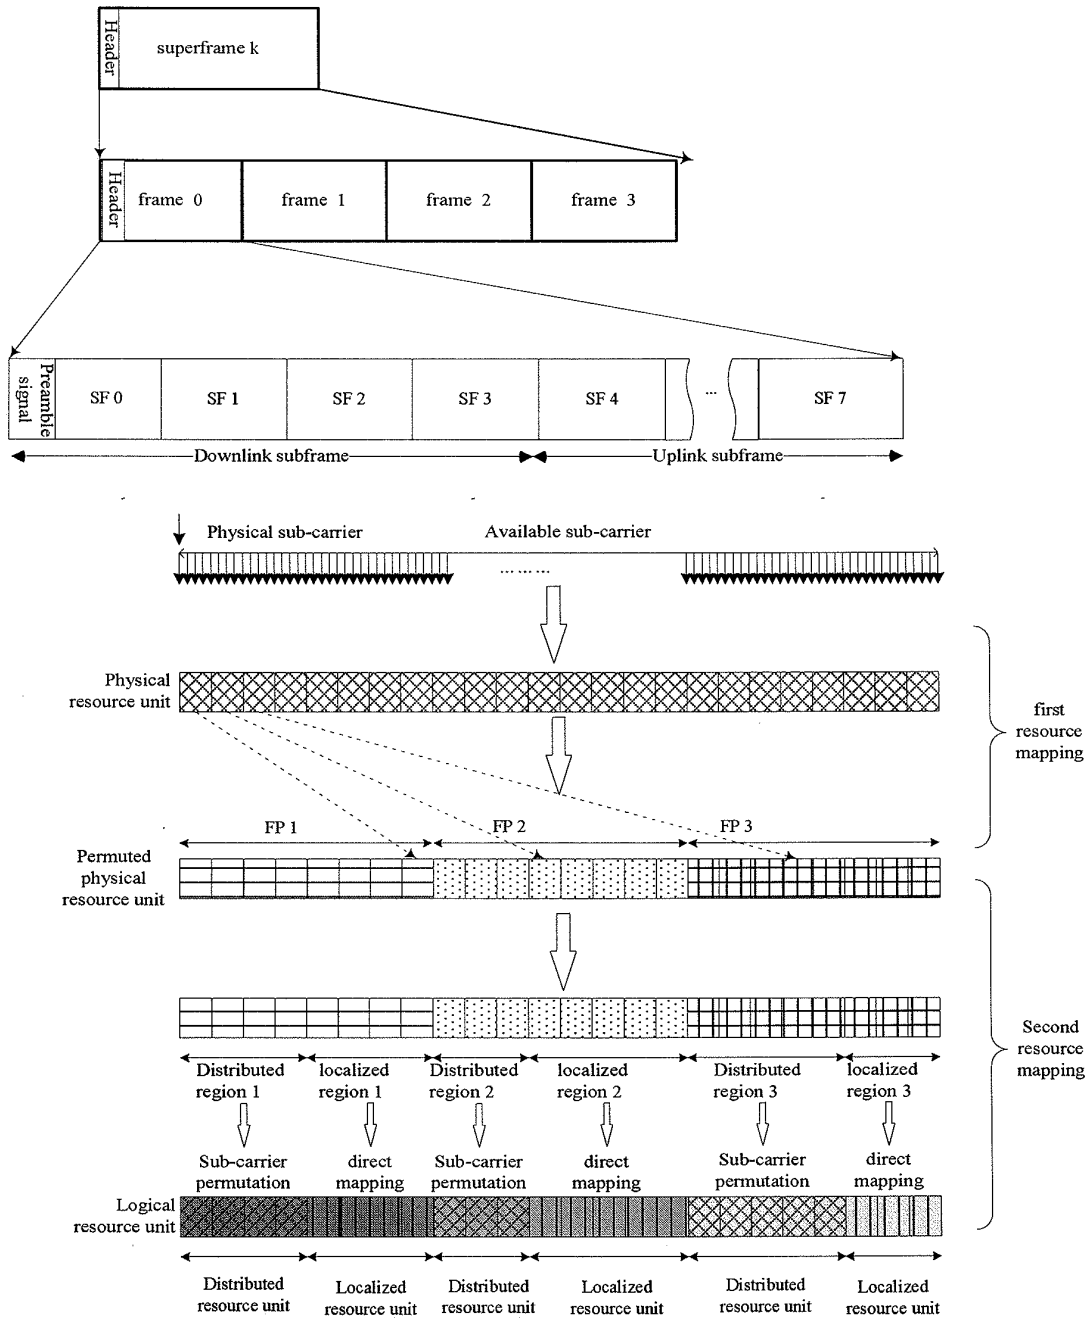 Header
superframe k
Header
frame 0
frame 1
frame 2
frame 3
Preamble
signal
SF 0
SF 1
SF 2
SF 3
SF 4
...
SF 7
Downlink subframe
Uplink subframe
Physical sub-carrier
Available sub-carrier
... ... ...
Physical
resource unit
first
resource
mapping
FP 1
FP 2
FP 3
Permuted
physical
resource unit
Second
resource
mapping
Distributed
region 1
localized
region 1
Distributed
region 2
localized
region 2
Distributed
region 3
localized
region 3
Sub-carrier
permutation
direct
mapping
Sub-carrier
permutation
direct
mapping
Sub-carrier
permutation
direct
mapping
Logical
resource unit
Distributed
resource unit
Localized
resource unit
Distributed
resource unit
Localized
resource unit
Distributed
resource unit
Localized
resource unit